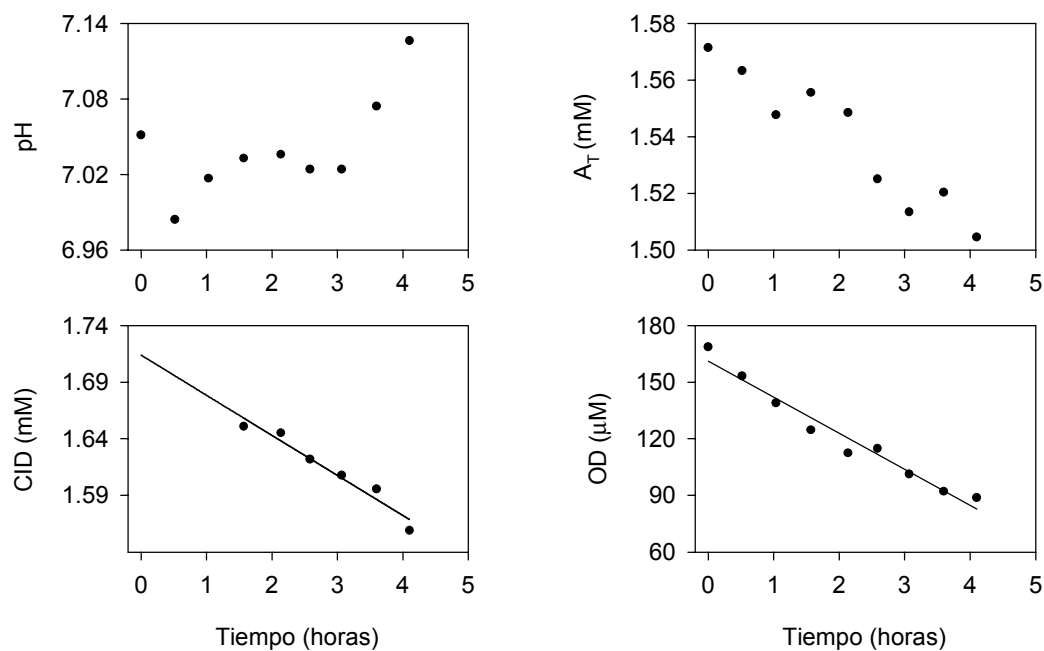 7.14
7.08
7.02
6.96
pH
0 1 2 3 4 5
1.58
1.56
1.54
1.52
1.50
A_T (mM)
0 1 2 3 4 5
1.74
1.69
1.64
1.59
CID (mM)
0 1 2 3 4 5
Tiempo (horas)
180
150
120
90
60
OD (μM)
0 1 2 3 4 5
Tiempo (horas)